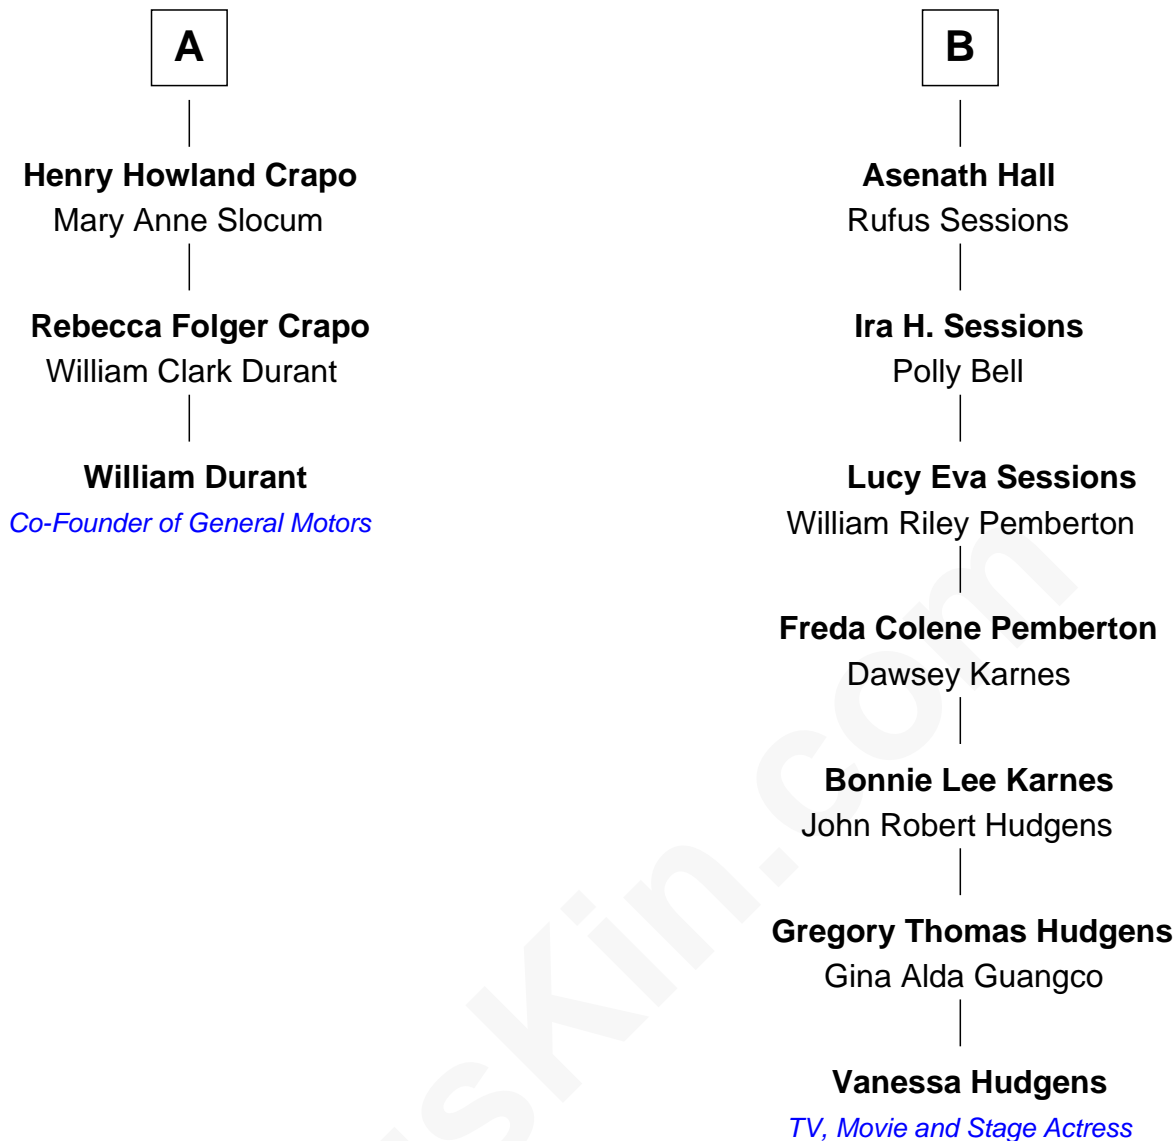 A
Henry Howland Crapo
Mary Anne Slocum
Rebecca Folger Crapo
William Clark Durant
William Durant
Co-Founder of General Motors
B
Asenath Hall
Rufus Sessions
Ira H. Sessions
Polly Bell
Lucy Eva Sessions
William Riley Pemberton
Freda Colene Pemberton
Dawsey Karnes
Bonnie Lee Karnes
John Robert Hudgens
Gregory Thomas Hudgens
Gina Alda Guangco
Vanessa Hudgens
TV, Movie and Stage Actress